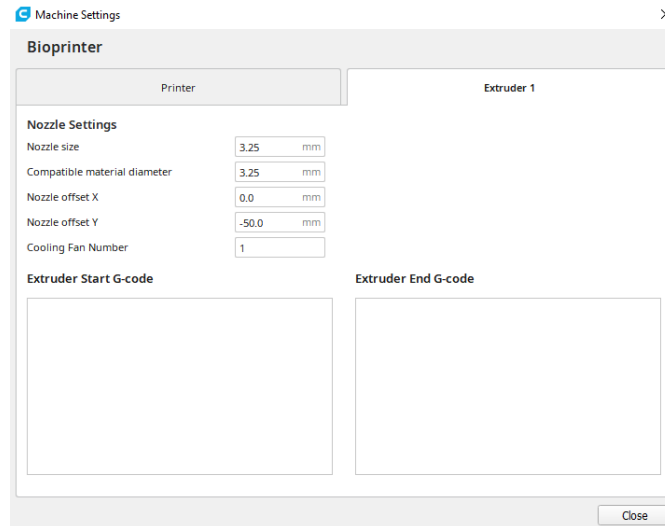 Machine Settings
Bioprinter
Printer
Extruder 1
Nozzle Settings
Nozzle size 3.25 mm
Compatible material diameter 3.25 mm
Nozzle offset X 0.0 mm
Nozzle offset Y -50.0 mm
Cooling Fan Number 1
Extruder Start G-code
Extruder End G-code
Close